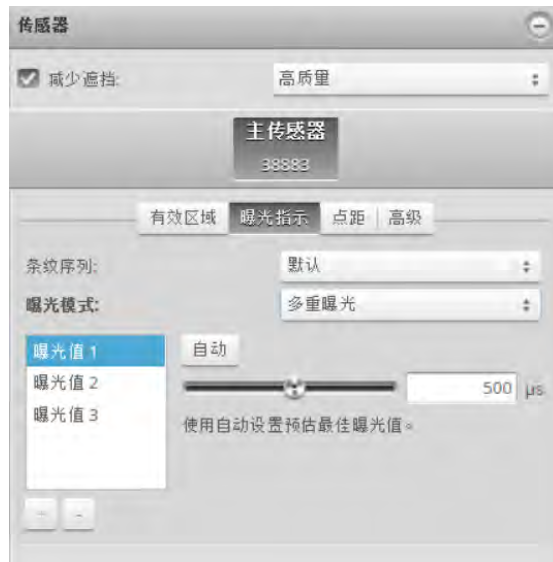 传感器
减少遮挡: 高质量
主传感器
38883
有效区域 曝光指示 点距 高级
条纹序列: 默认
曝光模式: 多重曝光
曝光值 1 自动
曝光值 2 500 µs
曝光值 3 使用自动设置预估最佳曝光值。
+ -